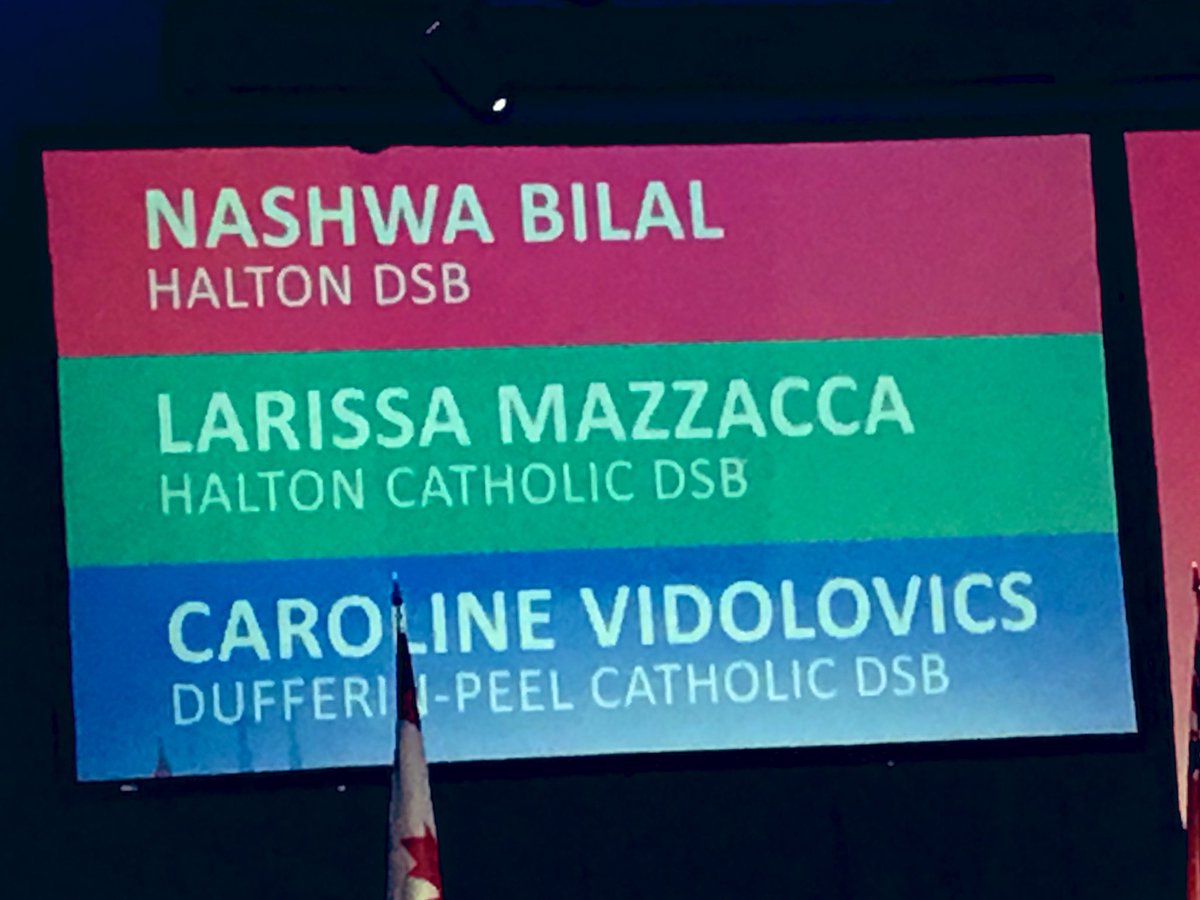 NASHWA BILAL
HALTON DSB
LARISSA MAZZACCA
HALTON CATHOLIC DSB
CAROLINE VIDOLOVICS
DUFFERIN-PEEL CATHOLIC DSB